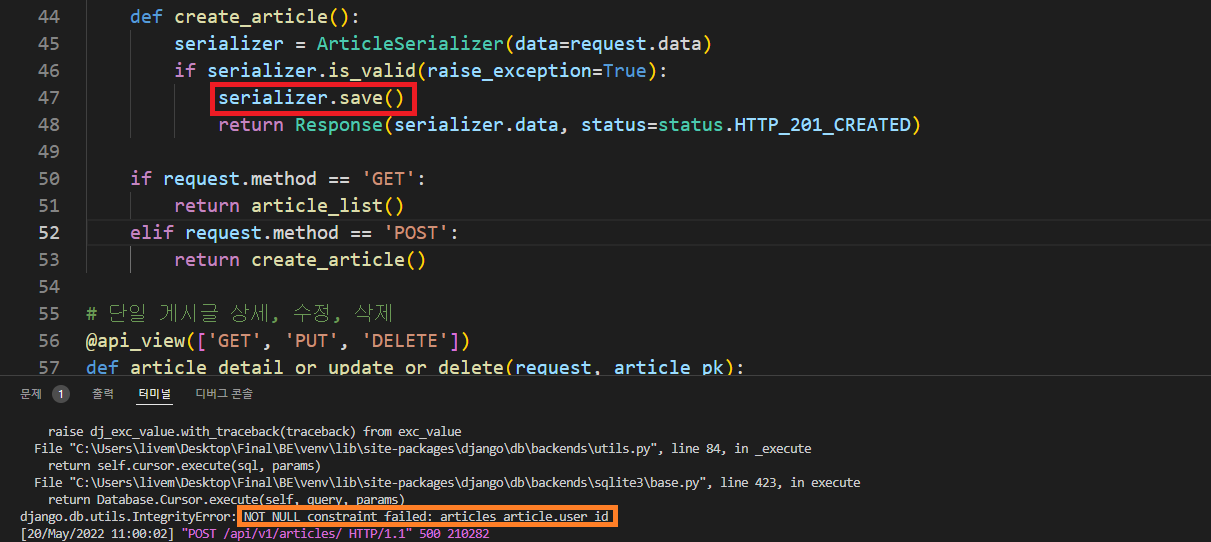 44 def create_article():
45 serializer = ArticleSerializer(data=request.data)
46 if serializer.is_valid(raise_exception=True):
47 serializer.save()
48 return Response(serializer.data, status=status.HTTP_201_CREATED)
49
50 if request.method == 'GET':
51 return article_list()
52 elif request.method == 'POST':
53 return create_article()
54
55 # 단일 게시글 상세, 수정, 삭제
56 @api_view(['GET', 'PUT', 'DELETE'])
57 def article_detail_or_update_or_delete(request, article_pk):
문제 1 출력 터미널 디버그 콘솔
raise dj_exc_value.with_traceback(traceback) from exc_value
File "C:\Users\livem\Desktop\Final\BE\venv\lib\site-packages\django\db\backends\utils.py", line 84, in _execute
return self.cursor.execute(sql, params)
File "C:\Users\livem\Desktop\Final\BE\venv\lib\site-packages\django\db\backends\sqlite3\base.py", line 423, in execute
return Database.Cursor.execute(self, query, params)
django.db.utils.IntegrityError: NOT NULL constraint failed: articles_article.user_id
[20/May/2022 11:00:02] "POST /api/v1/articles/ HTTP/1.1" 500 210282